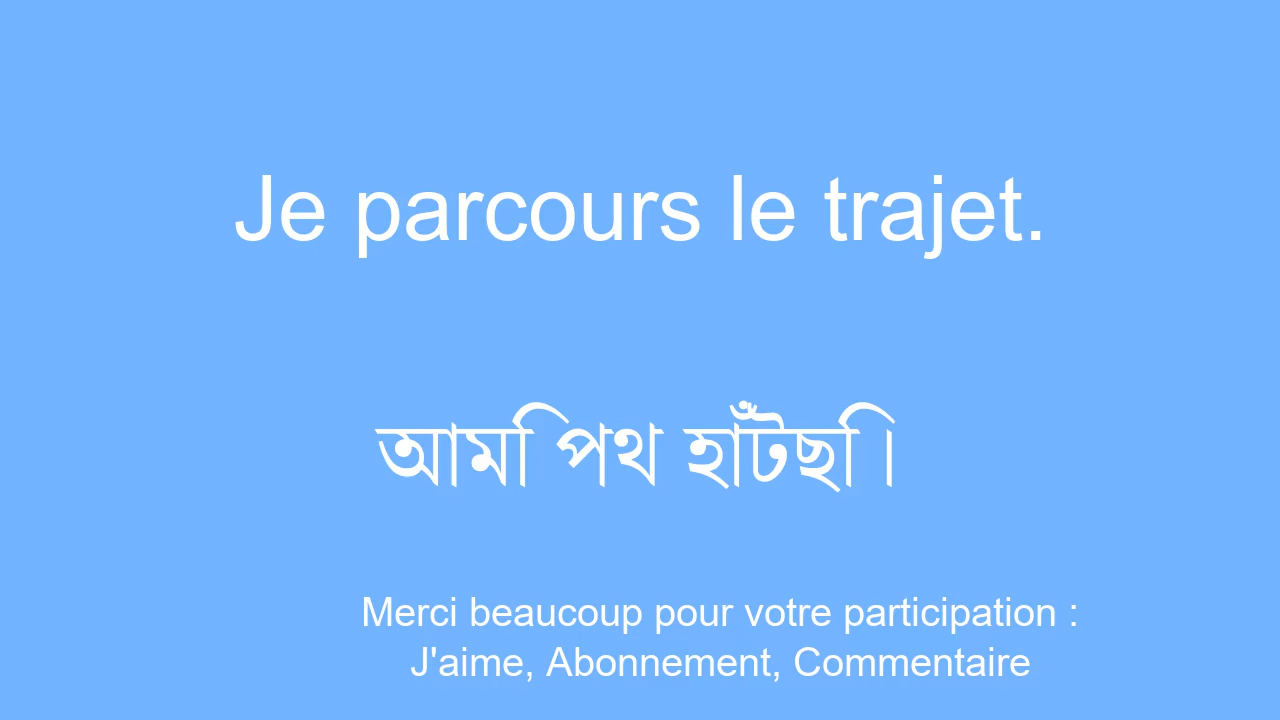 Je parcours le trajet.
আমি পথ হাঁটছি।
Merci beaucoup pour votre participation :
J'aime, Abonnement, Commentaire